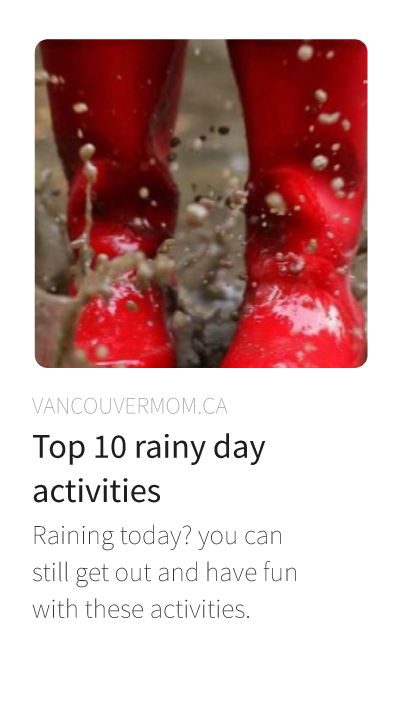 VANCOUVERMOM.CA
Top 10 rainy day
activities
Raining today? you can
still get out and have fun
with these activities.